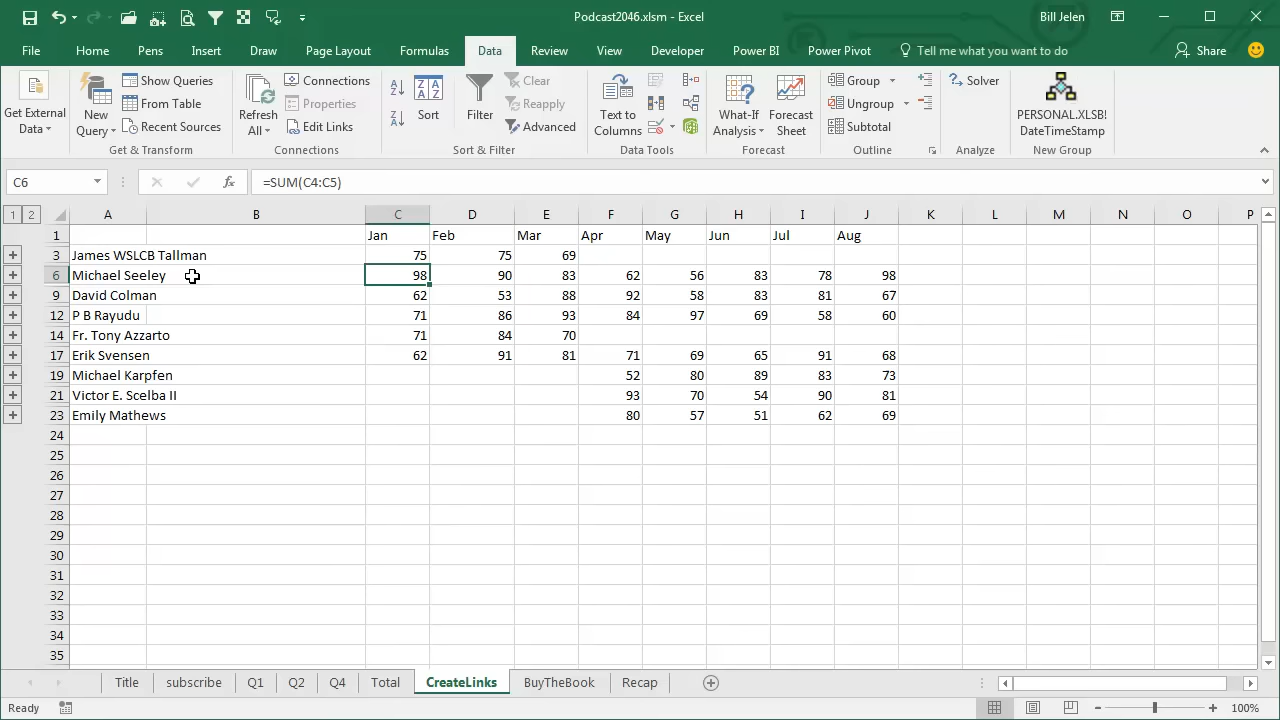 Podcast2046.xlsm - Excel
Bill Jelen
File Home Pens Insert Draw Page Layout Formulas Data Review View Developer Power BI Power Pivot Tell me what you want to do Share
Get External Data
New Query
Show Queries
From Table
Recent Sources
Get & Transform
Refresh All
Connections
Properties
Edit Links
Connections
Sort
Filter
Clear
Reapply
Advanced
Sort & Filter
Text to Columns
Data Tools
What-If Analysis
Forecast Sheet
Forecast
Group
Ungroup
Subtotal
Outline
Solver
Analyze
PERSONAL.XLSB! DateTimeStamp
New Group
C6 fx =SUM(C4:C5)
1 2 A B C D E F G H I J K L M N O P
1 Jan Feb Mar Apr May Jun Jul Aug
3 James WSLCB Tallman 75 75 69
6 Michael Seeley 98 90 83 62 56 83 78 98
9 David Colman 62 53 88 92 58 83 81 67
12 P B Rayudu 71 86 93 84 97 69 58 60
14 Fr. Tony Azzarto 71 84 70
17 Erik Svensen 62 91 81 71 69 65 91 68
19 Michael Karpfen 52 80 89 83 73
21 Victor E. Scelba II 93 70 54 90 81
23 Emily Mathews 80 57 51 62 69
24
25
26
27
28
29
30
31
32
33
34
35
Title subscribe Q1 Q2 Q4 Total CreateLinks BuyTheBook Recap
Ready 100%